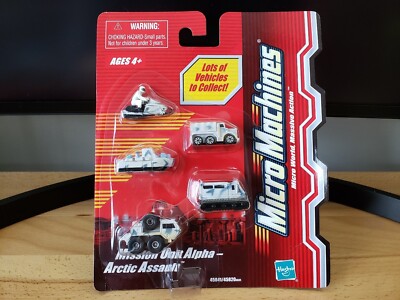 WARNING:
CHOKING HAZARD-Small parts.
Not for children under 3 years.
AGES 4+
Lots of
Vehicles
to Collect!
Micro Machines
Micro World. Massive Action
Mission Unit Alpha –
Arctic Assault
Hasbro